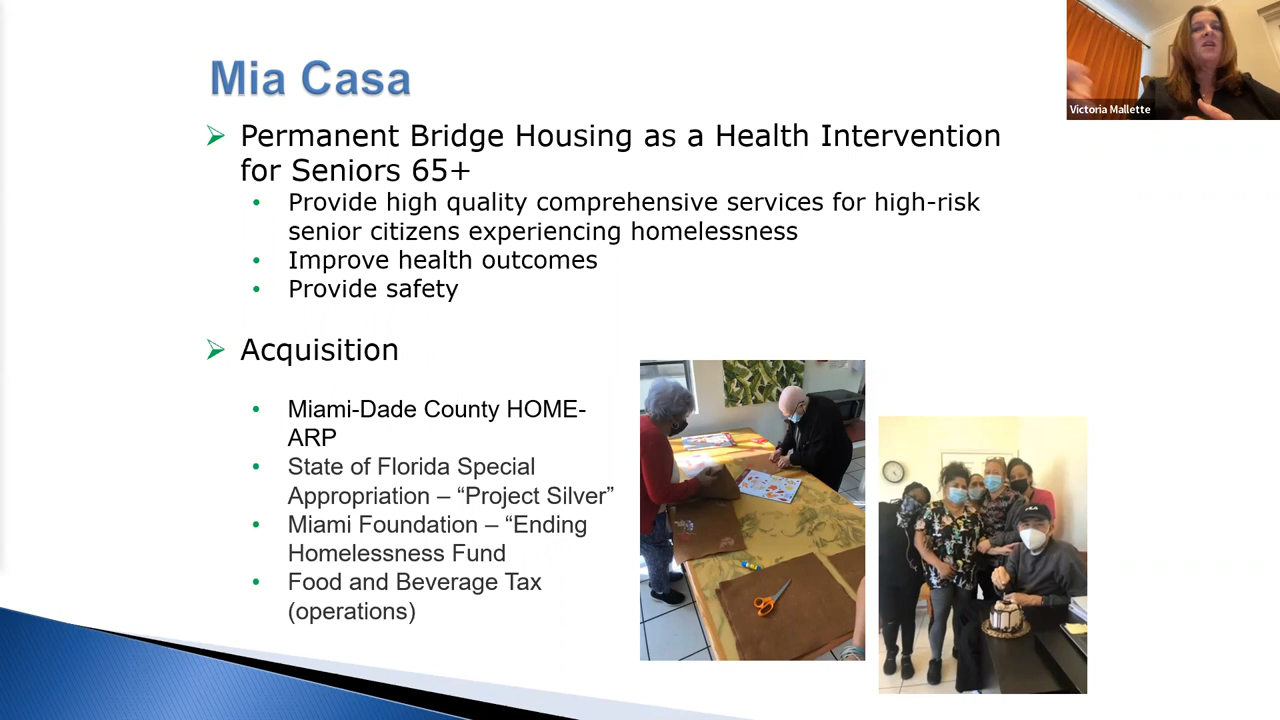 Mia Casa
Victoria Mallette
Permanent Bridge Housing as a Health Intervention
for Seniors 65+
Provide high quality comprehensive services for high-risk
senior citizens experiencing homelessness
Improve health outcomes
Provide safety
Acquisition
Miami-Dade County HOME-
ARP
State of Florida Special
Appropriation – “Project Silver”
Miami Foundation – “Ending
Homelessness Fund
Food and Beverage Tax
(operations)